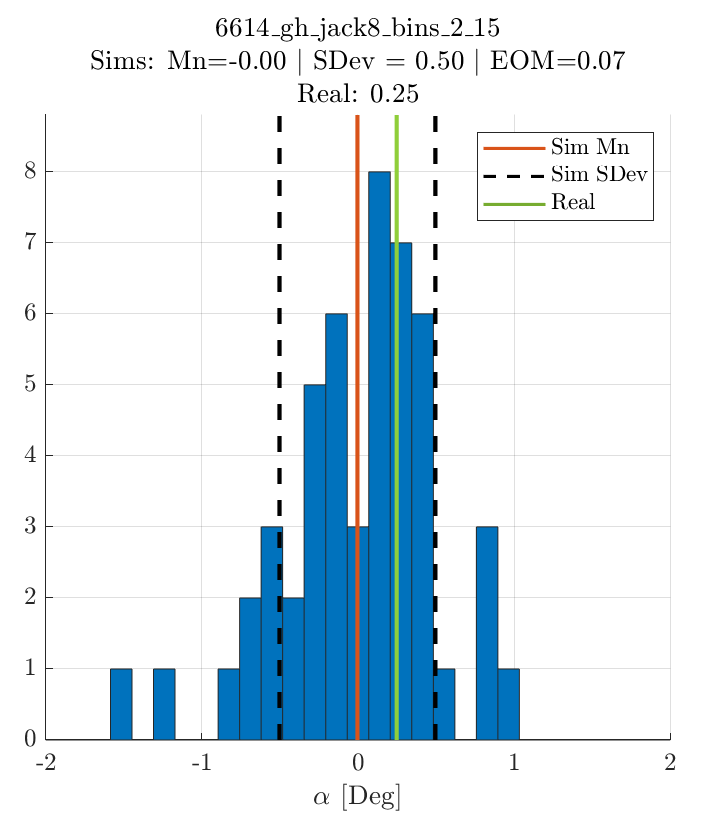 6614_gh_jack8_bins_2_15
Sims: Mn=-0.00 | SDev = 0.50 | EOM=0.07
Real: 0.25
Sim Mn
Sim SDev
Real
8
7
6
5
4
3
2
1
0
-2 -1 0 1 2
α [Deg]